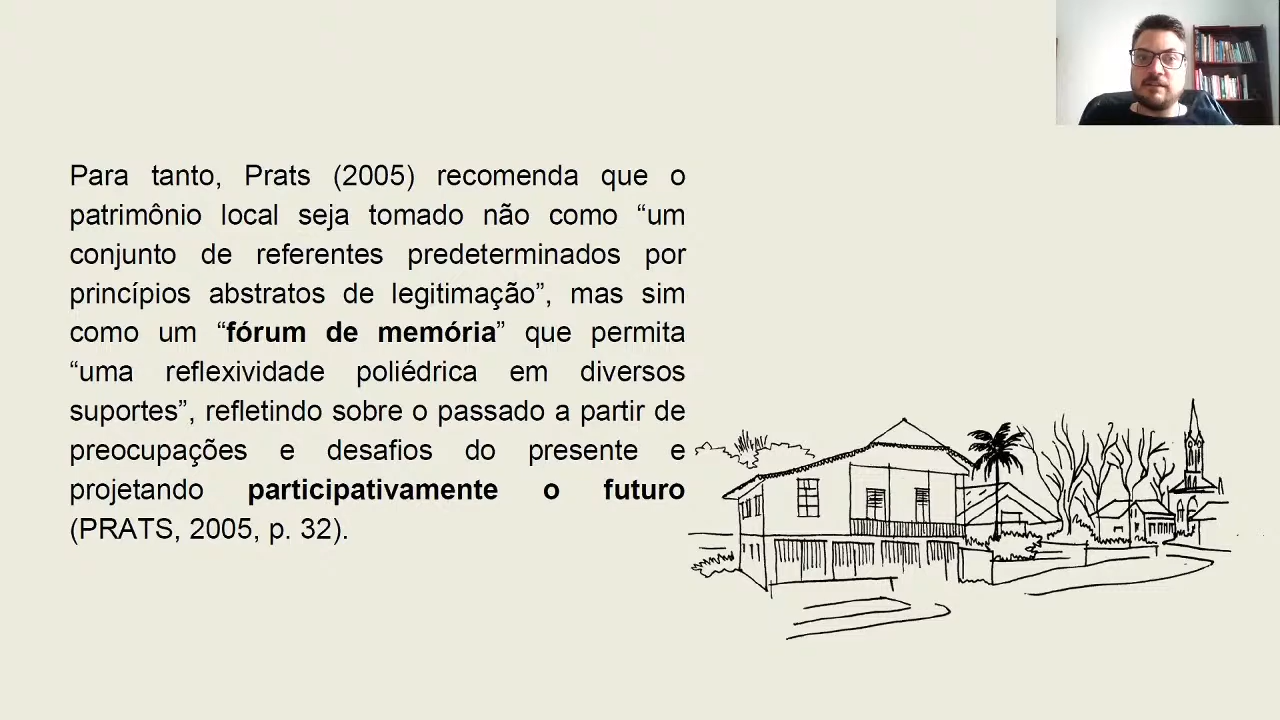 Para tanto, Prats (2005) recomenda que o
patrimônio local seja tomado não como “um
conjunto de referentes predeterminados por
princípios abstratos de legitimação”, mas sim
como um “fórum de memória” que permita
“uma reflexividade poliédrica em diversos
suportes”, refletindo sobre o passado a partir de
preocupações e desafios do presente e
projetando participativamente o futuro
(PRATS, 2005, p. 32).